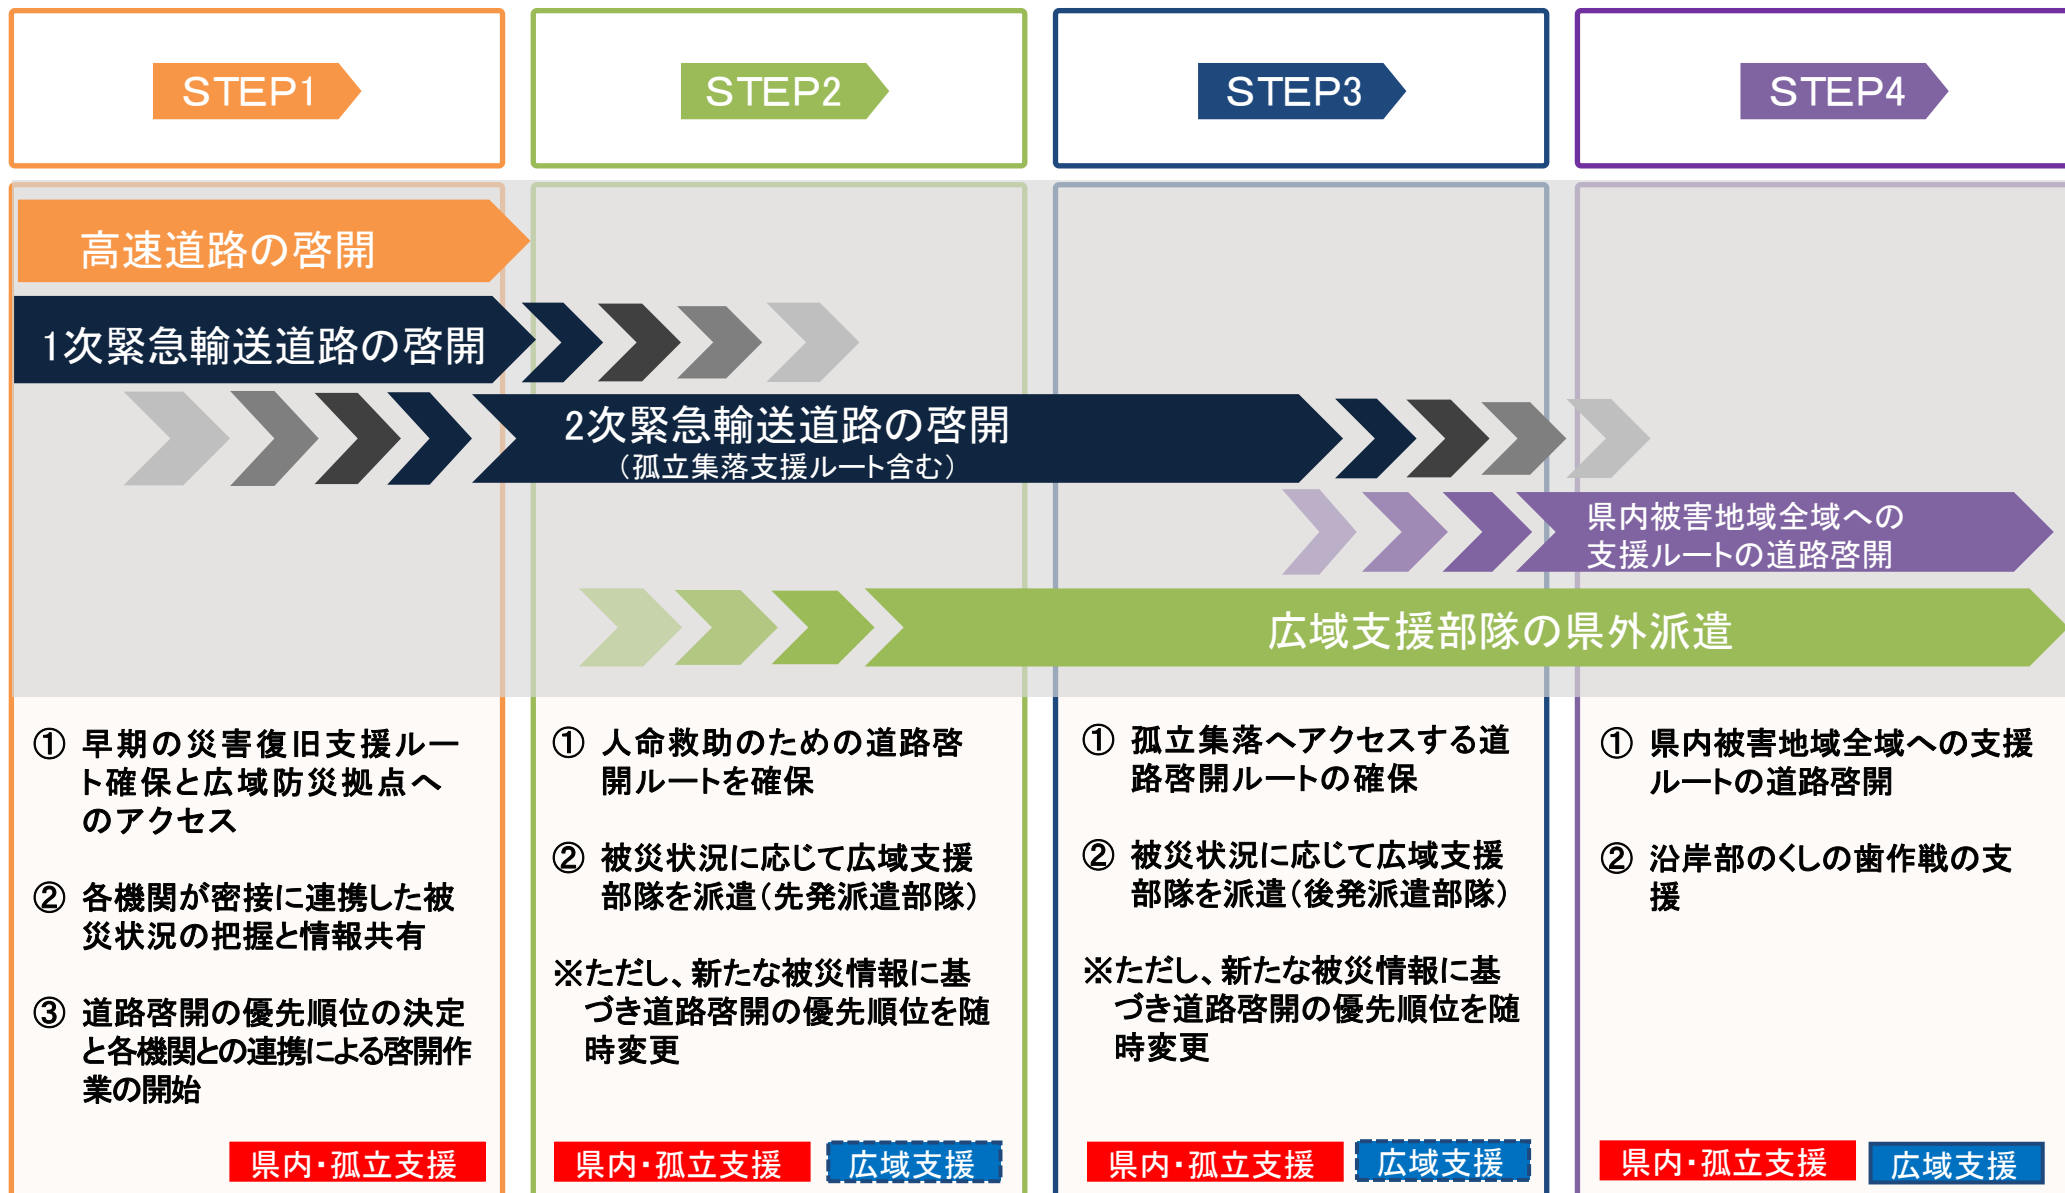 STEP1
STEP2
STEP3
STEP4
高速道路の啓開
1次緊急輸送道路の啓開
2次緊急輸送道路の啓開
（孤立集落支援ルート含む）
県内被害地域全域への
支援ルートの道路啓開
広域支援部隊の県外派遣
① 早期の災害復旧支援ルー
ト確保と広域防災拠点へ
のアクセス
② 各機関が密接に連携した被
災状況の把握と情報共有
③ 道路啓開の優先順位の決定
と各機関との連携による啓開作
業の開始
県内・孤立支援
① 人命救助のための道路啓
開ルートを確保
② 被災状況に応じて広域支援
部隊を派遣（先発派遣部隊）
※ただし、新たな被災情報に基
づき道路啓開の優先順位を随
時変更
県内・孤立支援
広域支援
① 孤立集落へアクセスする道
路啓開ルートの確保
② 被災状況に応じて広域支援
部隊を派遣（後発派遣部隊）
※ただし、新たな被災情報に基
づき道路啓開の優先順位を随
時変更
県内・孤立支援
広域支援
① 県内被害地域全域への支援
ルートの道路啓開
② 沿岸部のくしの歯作戦の支
援
県内・孤立支援
広域支援